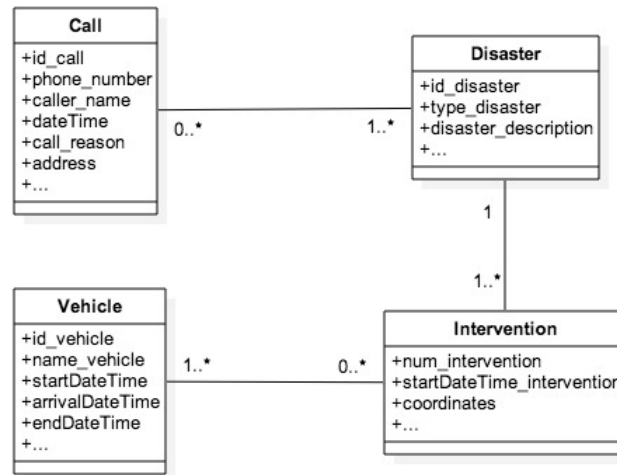 Call
+id_call
+phone_number
+caller_name
+dateTime
+call_reason
+address
+...
0..*
1..*
Disaster
+id_disaster
+type_disaster
+disaster_description
+...
1
1..*
Vehicle
+id_vehicle
+name_vehicle
+startDateTime
+arrivalDateTime
+endDateTime
+...
1..*
0..*
Intervention
+num_intervention
+startDateTime_intervention
+coordinates
+...